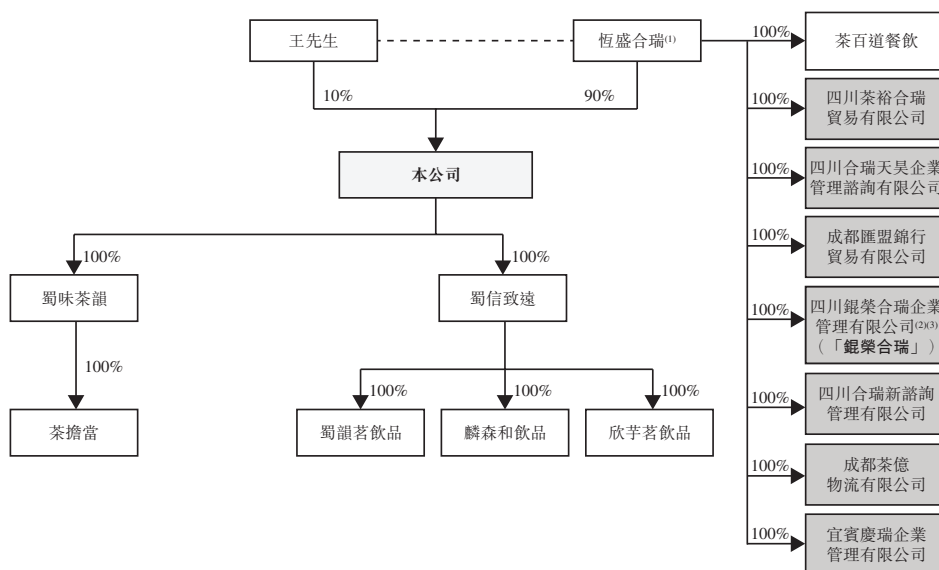 王先生
恆盛合瑞(1)
100%
茶百道餐飲
10%
90%
100%
四川茶裕合瑞
貿易有限公司
本公司
100%
四川合瑞天昊企業
管理諮詢有限公司
100%
成都匯盟錦行
貿易有限公司
100%
100%
蜀味茶韻
蜀信致遠
100%
四川錕榮合瑞企業
管理有限公司(2)(3)
(「錕榮合瑞」)
100%
100%
100%
100%
100%
四川合瑞新諮詢
管理有限公司
茶擔當
蜀韻茗飲品
麟森和飲品
欣芋茗飲品
100%
成都茶億
物流有限公司
100%
宜賓慶瑞企業
管理有限公司